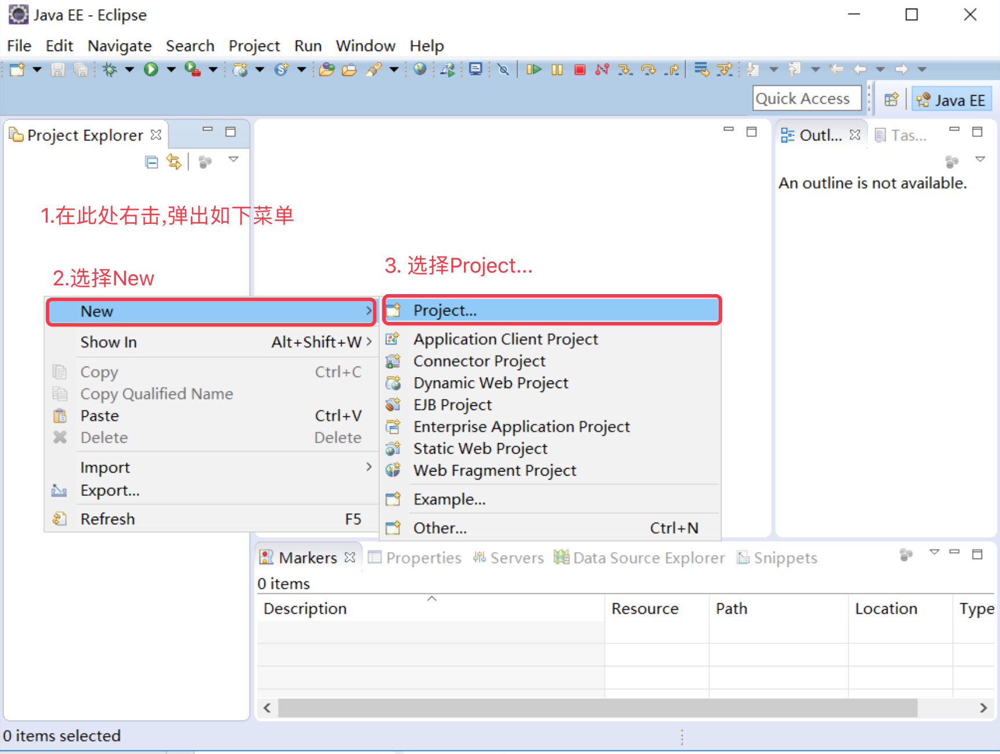 Java EE - Eclipse
File Edit Navigate Search Project Run Window Help
Quick Access
Java EE
Project Explorer
Outl...
Tas...
An outline is not available.
1.在此处右击,弹出如下菜单
2.选择New
3. 选择Project...
New
Show In Alt+Shift+W
Copy Ctrl+C
Copy Qualified Name
Paste Ctrl+V
Delete Delete
Import
Export...
Refresh F5
Project...
Application Client Project
Connector Project
Dynamic Web Project
EJB Project
Enterprise Application Project
Static Web Project
Web Fragment Project
Example...
Other... Ctrl+N
Markers Properties Servers Data Source Explorer Snippets
0 items
Description Resource Path Location Type
0 items selected